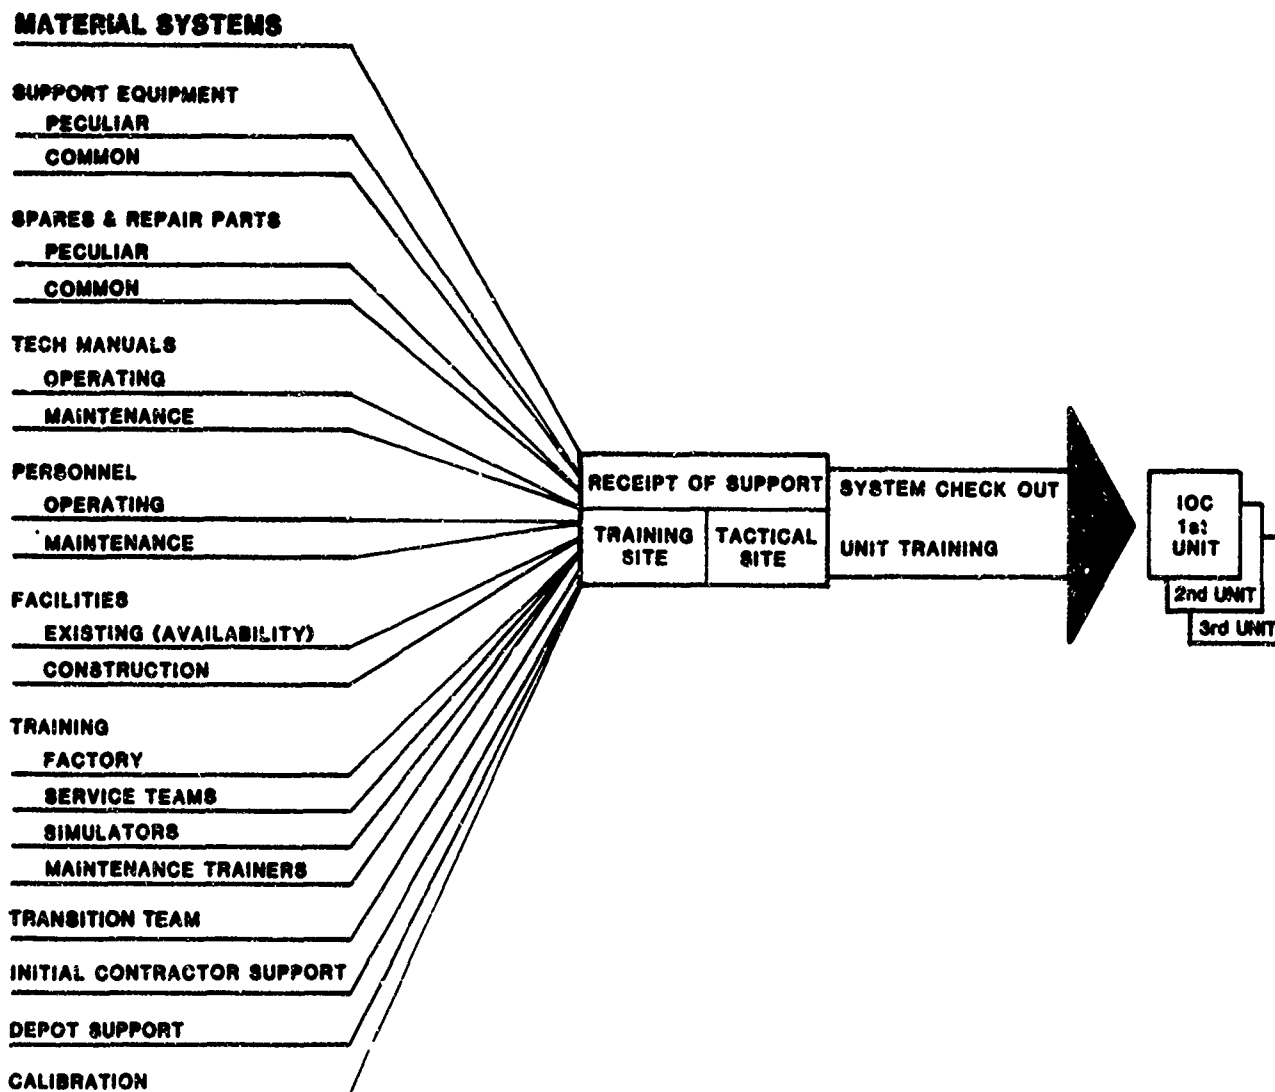 MATERIAL SYSTEMS
SUPPORT EQUIPMENT
PECULIAR
COMMON
SPARES & REPAIR PARTS
PECULIAR
COMMON
TECH MANUALS
OPERATING
MAINTENANCE
PERSONNEL
OPERATING
MAINTENANCE
FACILITIES
EXISTING (AVAILABILITY)
CONSTRUCTION
TRAINING
FACTORY
SERVICE TEAMS
SIMULATORS
MAINTENANCE TRAINERS
TRANSITION TEAM
INITIAL CONTRACTOR SUPPORT
DEPOT SUPPORT
CALIBRATION
RECEIPT OF SUPPORT
TRAINING
SITE
TACTICAL
SITE
SYSTEM CHECK OUT
UNIT TRAINING
IOC
1st
UNIT
2nd UNIT
3rd UNIT